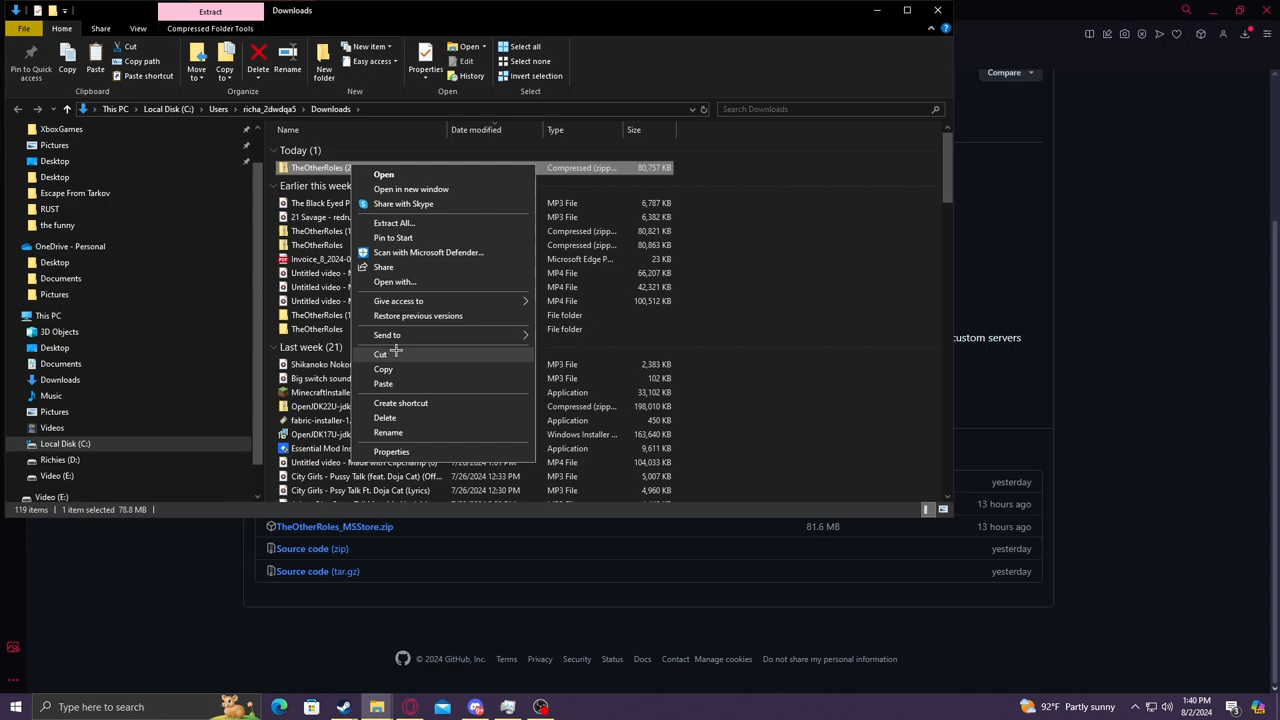 Extract
Downloads
File
Home
Share
View
Compressed Folder Tools
Pin to Quick access
Copy
Paste
Cut
Copy path
Paste shortcut
Clipboard
Move to
Copy to
Delete
Rename
Organize
New folder
New item
Easy access
New
Properties
Open
Edit
History
Open
Select all
Select none
Invert selection
Select
Compare
This PC
Local Disk (C:)
Users
richa_2dwdqa5
Downloads
Search Downloads
XboxGames
Pictures
Desktop
Desktop
Escape From Tarkov
RUST
the funny
OneDrive - Personal
Desktop
Documents
Pictures
This PC
3D Objects
Desktop
Documents
Downloads
Music
Pictures
Videos
Local Disk (C:)
Richies (D:)
Video (E:)
Video (E:)
Name Date modified Type Size
Today (1)
TheOtherRoles (2 Compressed (zipp... 80,757 KB
Earlier this week
The Black Eyed P MP3 File 6,787 KB
21 Savage - redru MP3 File 6,382 KB
TheOtherRoles (1 Compressed (zipp... 80,821 KB
TheOtherRoles Compressed (zipp... 80,863 KB
Invoice_8_2024-0 Microsoft Edge P... 23 KB
Untitled video - M MP4 File 66,207 KB
Untitled video - M MP4 File 42,321 KB
Untitled video - M MP4 File 100,512 KB
TheOtherRoles (1 File folder
TheOtherRoles File folder
Last week (21)
Shikanoko Nokor MP3 File 2,383 KB
Big switch sound MP3 File 102 KB
MinecraftInstalle Application 33,432 KB
OpenJDK22U-jdk Compressed (zipp... 198,010 KB
fabric-installer-1. Application 450 KB
OpenJDK17U-jdk Windows Installer ... 163,640 KB
Essential Mod Ins Application 9,611 KB
Untitled video - Made with Clipchamp (6) 7/26/2024 1:01 PM MP4 File 104,033 KB
City Girls - Pussy Talk (feat. Doja Cat) (Off... 7/26/2024 12:33 PM MP3 File 5,007 KB
City Girls - Pssy Talk Ft. Doja Cat (Lyrics) 7/26/2024 12:30 PM MP3 File 4,960 KB
Open
Open in new window
Share with Skype
Extract All...
Pin to Start
Scan with Microsoft Defender...
Share
Open with...
Give access to
Restore previous versions
Send to
Cut
Copy
Paste
Create shortcut
Delete
Rename
Properties
119 items 1 item selected 78.8 MB
custom servers
yesterday
13 hours ago
TheOtherRoles_MSStore.zip 81.6 MB 13 hours ago
Source code (zip) yesterday
Source code (tar.gz) yesterday
© 2024 GitHub, Inc. Terms Privacy Security Status Docs Contact Manage cookies Do not share my personal information
Type here to search
92°F Partly sunny
1:40 PM
8/2/2024